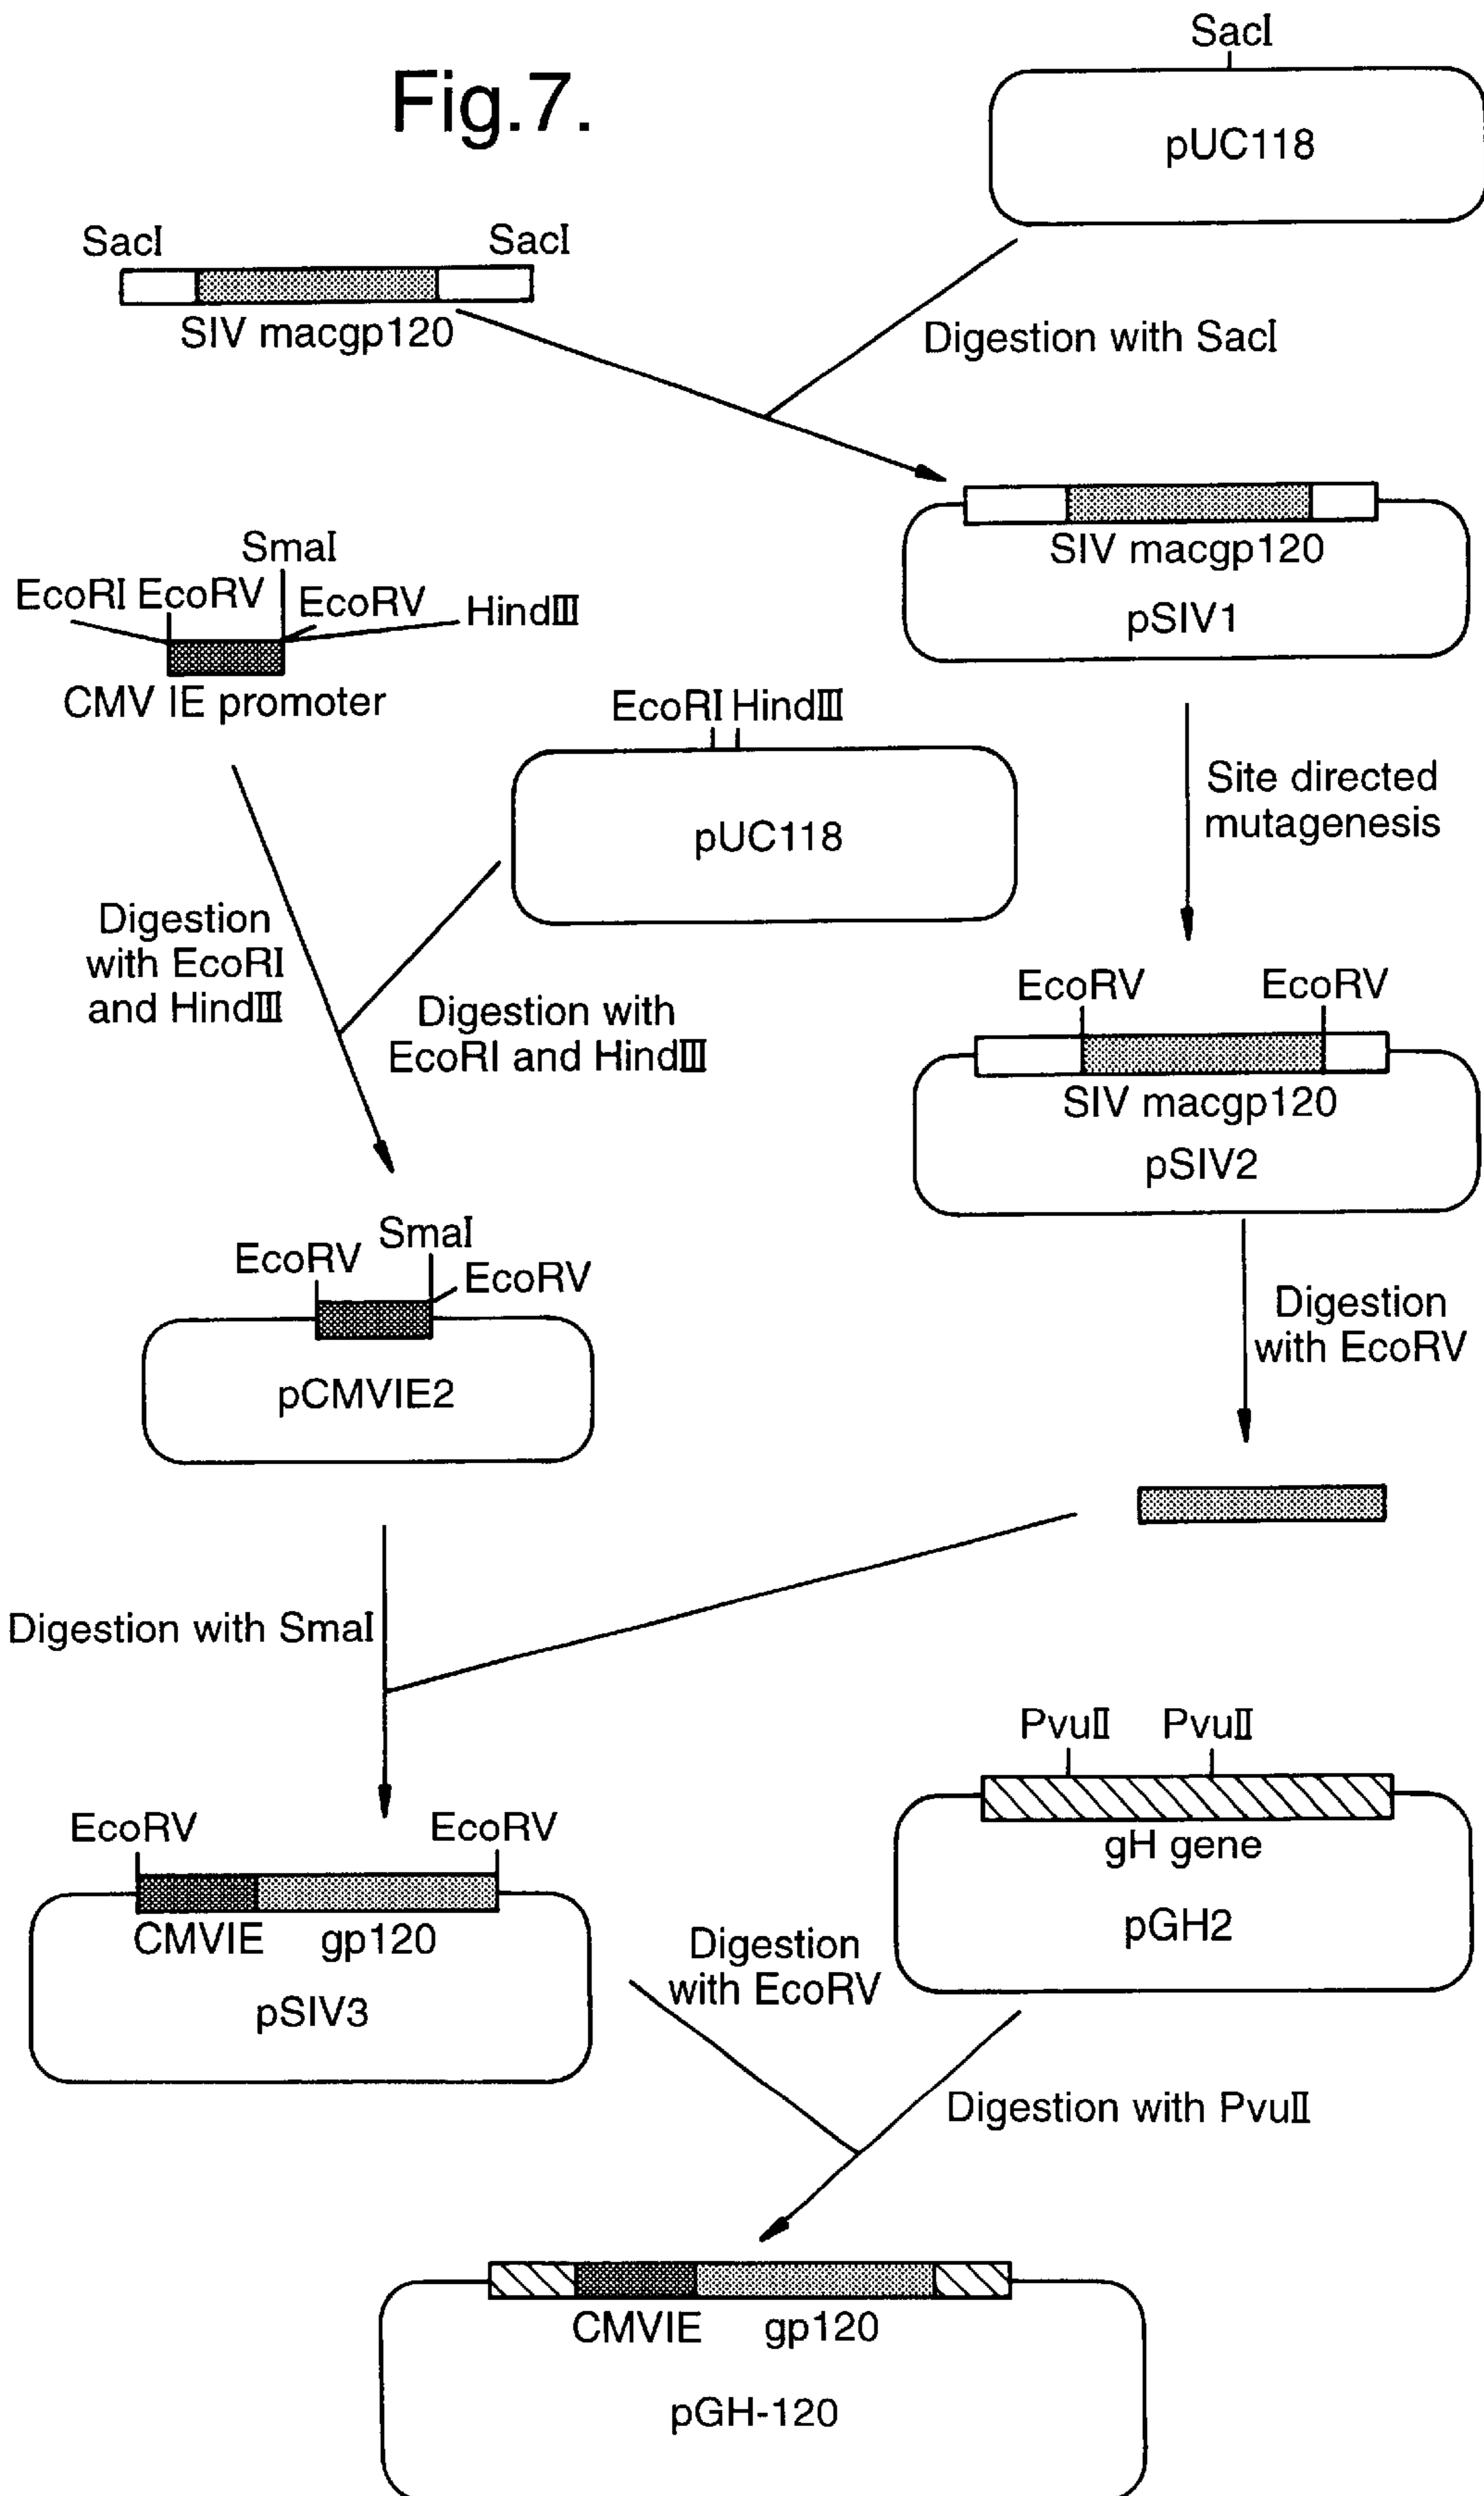 SacI
Fig.7.
pUC118
SacI
SacI
SIV macgp120
Digestion with SacI
SmaI
EcoRI EcoRV
EcoRV
HindIII
CMV IE promoter
SIV macgp120
pSIV1
EcoRI HindIII
pUC118
Site directed
mutagenesis
Digestion
with EcoRI
and HindIII
Digestion with
EcoRI and HindIII
EcoRV
EcoRV
SIV macgp120
pSIV2
SmaI
EcoRV
EcoRV
pCMVIE2
Digestion
with EcoRV
Digestion with SmaI
PvuII
PvuII
gH gene
pGH2
EcoRV
EcoRV
CMVIE
gp120
pSIV3
Digestion
with EcoRV
Digestion with PvuII
CMVIE
gp120
pGH-120